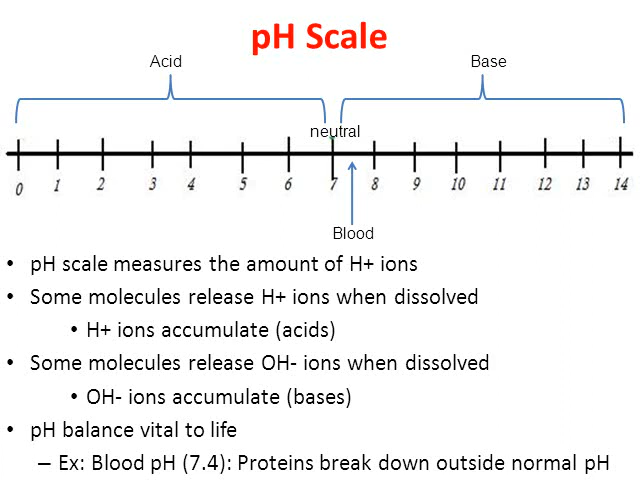 pH Scale
Acid Base
neutral
0 1 2 3 4 5 6 7 8 9 10 11 12 13 14
Blood
• pH scale measures the amount of H+ ions
• Some molecules release H+ ions when dissolved
• H+ ions accumulate (acids)
• Some molecules release OH- ions when dissolved
• OH- ions accumulate (bases)
• pH balance vital to life
– Ex: Blood pH (7.4): Proteins break down outside normal pH